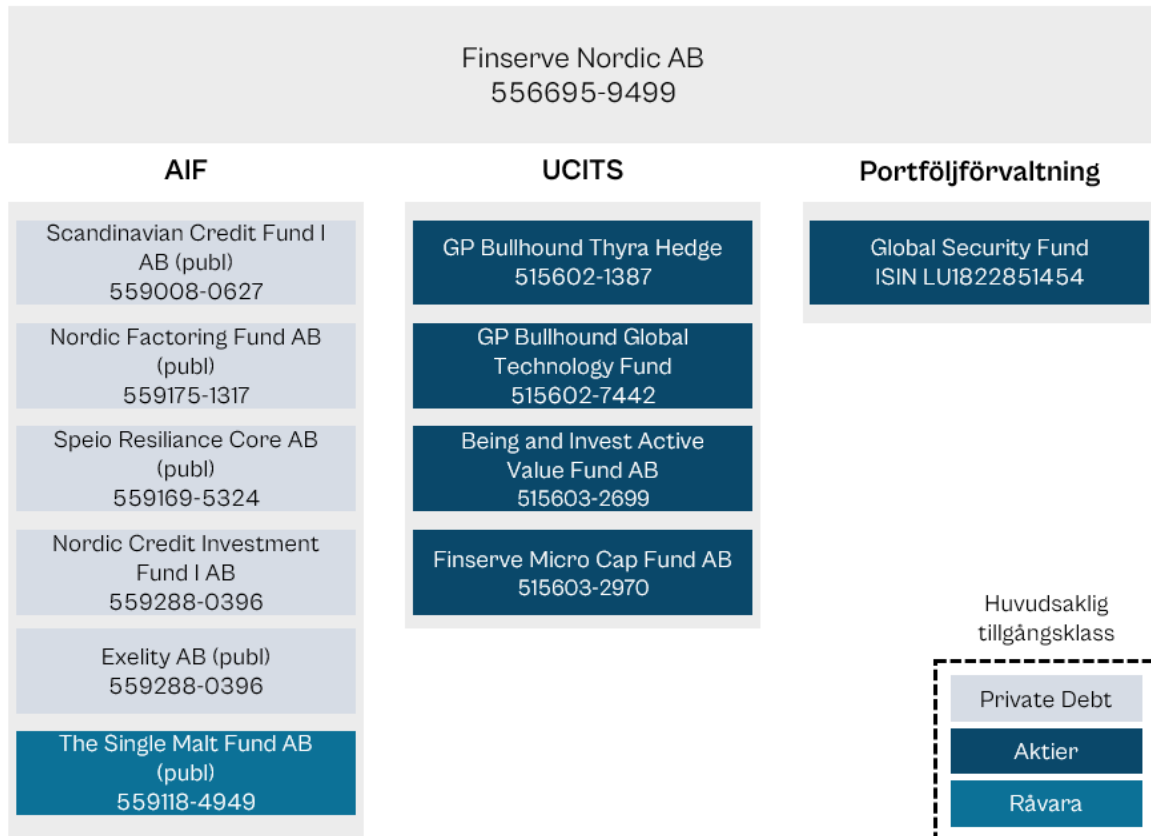 Finserve Nordic AB
556695-9499
AIF
Scandinavian Credit Fund I
AB (publ)
559008-0627
Nordic Factoring Fund AB
(publ)
559175-1317
Speio Resiliance Core AB
(publ)
559169-5324
Nordic Credit Investment
Fund I AB
559288-0396
Exelity AB (publ)
559288-0396
The Single Malt Fund AB
(publ)
559118-4949
UCITS
GP Bullhound Thyra Hedge
515602-1387
GP Bullhound Global
Technology Fund
515602-7442
Being and Invest Active
Value Fund AB
515603-2699
Finserve Micro Cap Fund AB
515603-2970
Portföljförvaltning
Global Security Fund
ISIN LU1822851454
Huvudsaklig
tillgångsklass
Private Debt
Aktier
Råvara